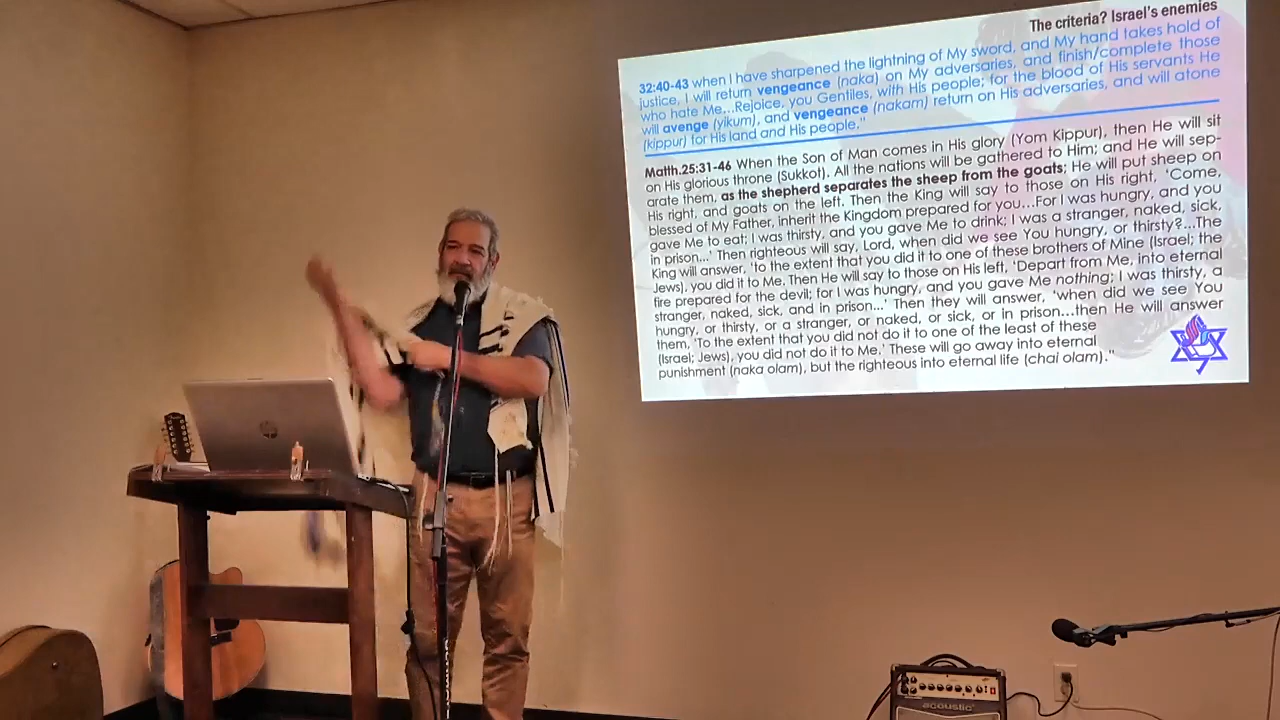 The criteria? Israel's enemies
32:40-43 when I have sharpened the lightning of My sword, and My hand takes hold of
justice, I will return vengeance (naka) on My adversaries, and finish/complete those
who hate Me...Rejoice, you Gentiles, with His people; for the blood of His servants He
will avenge (yikum), and vengeance (nakam) return on His adversaries, and will atone
(kippur) for His land and His people."
Matth.25:31-46 When the Son of Man comes in His glory (Yom Kippur), then He will sit
on His glorious throne (Sukkot). All the nations will be gathered to Him; and He will sep-
arate them, as the shepherd separates the sheep from the goats; He will put sheep on
His right, and goats on the left. Then the King will say to those on His right, 'Come,
blessed of My Father, inherit the Kingdom prepared for you...For I was hungry, and you
gave Me to eat; I was thirsty, and you gave Me to drink; I was a stranger, naked, sick,
in prison...' Then righteous will say, Lord, when did we see You hungry, or thirsty?...The
King will answer, 'to the extent that you did it to one of these brothers of Mine (Israel; the
Jews), you did it to Me. Then He will say to those on His left, 'Depart from Me, into eternal
fire prepared for the devil; for I was hungry, and you gave Me nothing; I was thirsty, a
stranger, naked, sick, and in prison...' Then they will answer, 'when did we see You
hungry, or thirsty, or a stranger, or naked, or sick, or in prison...then He will answer
them, 'To the extent that you did not do it to one of the least of these
(Israel; Jews), you did not do it to Me.' These will go away into eternal
punishment (naka olam), but the righteous into eternal life (chai olam)."
hp
acoustic